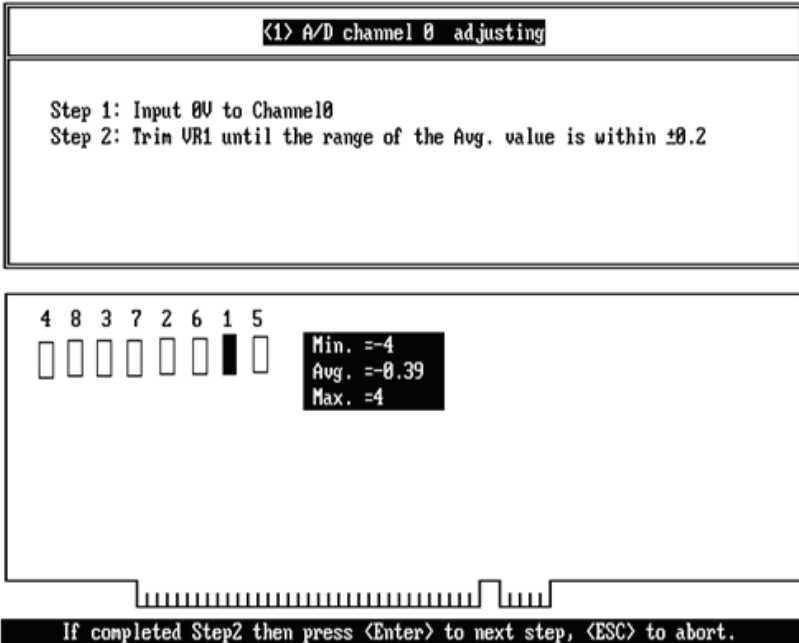 <1> A/D channel 0 adjusting
Step 1: Input 0V to Channel0
Step 2: Trim VR1 until the range of the Avg. value is within ±0.2
4 8 3 7 2 6 1 5
Min. =-4
Avg. =-0.39
Max. =4
If completed Step2 then press <Enter> to next step, <ESC> to abort.